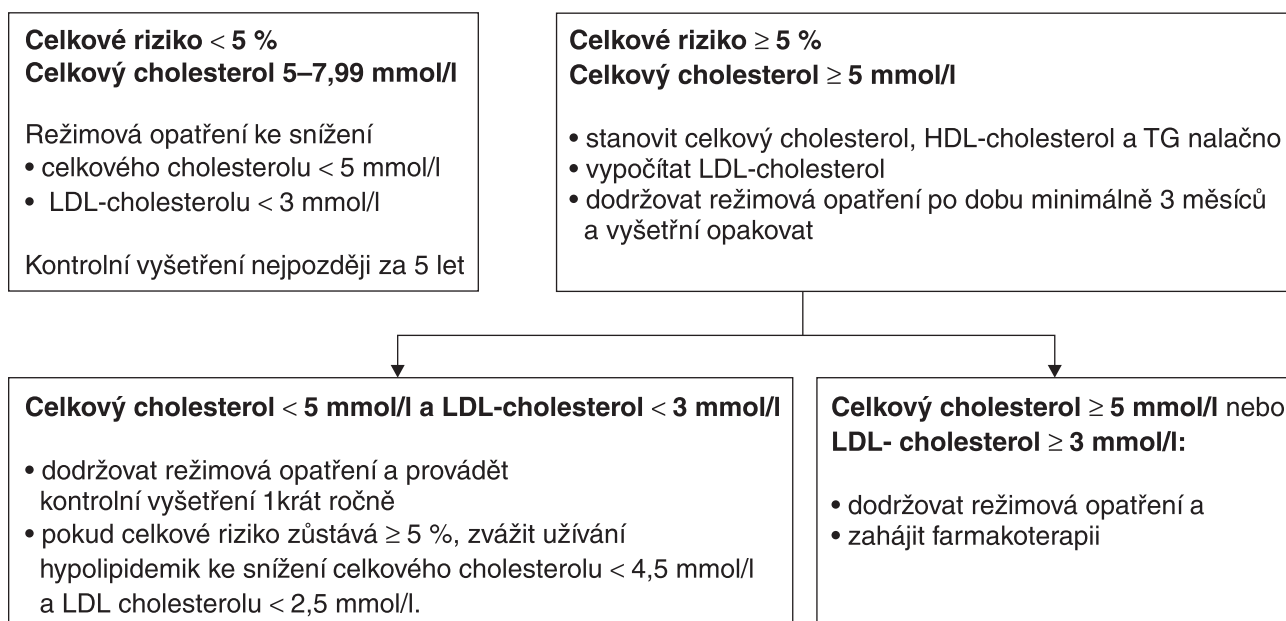 Celkové riziko < 5 %
Celkový cholesterol 5–7,99 mmol/l
Režimová opatření ke snížení
• celkového cholesterolu < 5 mmol/l
• LDL-cholesterolu < 3 mmol/l
Kontrolní vyšetření nejpozději za 5 let
Celkové riziko ≥ 5 %
Celkový cholesterol ≥ 5 mmol/l
• stanovit celkový cholesterol, HDL-cholesterol a TG nalačno
• vypočítat LDL-cholesterol
• dodržovat režimová opatření po dobu minimálně 3 měsíců
a vyšetřní opakovat
Celkový cholesterol < 5 mmol/l a LDL-cholesterol < 3 mmol/l
• dodržovat režimová opatření a provádět
kontrolní vyšetření 1krát ročně
• pokud celkové riziko zůstává ≥ 5 %, zvážit užívání
hypolipidemik ke snížení celkového cholesterolu < 4,5 mmol/l
a LDL cholesterolu < 2,5 mmol/l.
Celkový cholesterol ≥ 5 mmol/l nebo
LDL- cholesterol ≥ 3 mmol/l:
• dodržovat režimová opatření a
• zahájit farmakoterapii